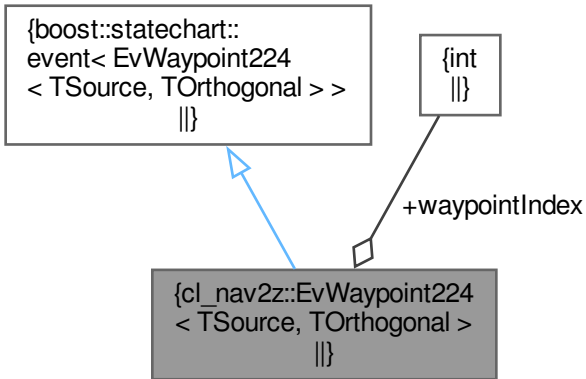 {boost::statechart::
event< EvWaypoint224
< TSource, TOrthogonal > >
||}
{int
||}
+waypointIndex
{cl_nav2z::EvWaypoint224
< TSource, TOrthogonal >
||}